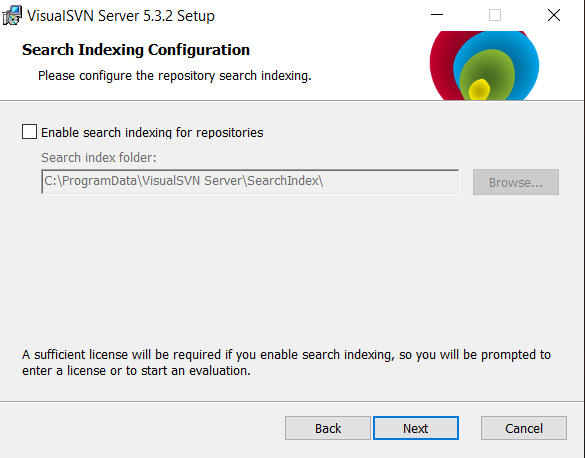 VisualSVN Server 5.3.2 Setup
Search Indexing Configuration
Please configure the repository search indexing.
Enable search indexing for repositories
Search index folder:
C:\ProgramData\VisualSVN Server\SearchIndex\
Browse...
A sufficient license will be required if you enable search indexing, so you will be prompted to
enter a license or to start an evaluation.
Back
Next
Cancel